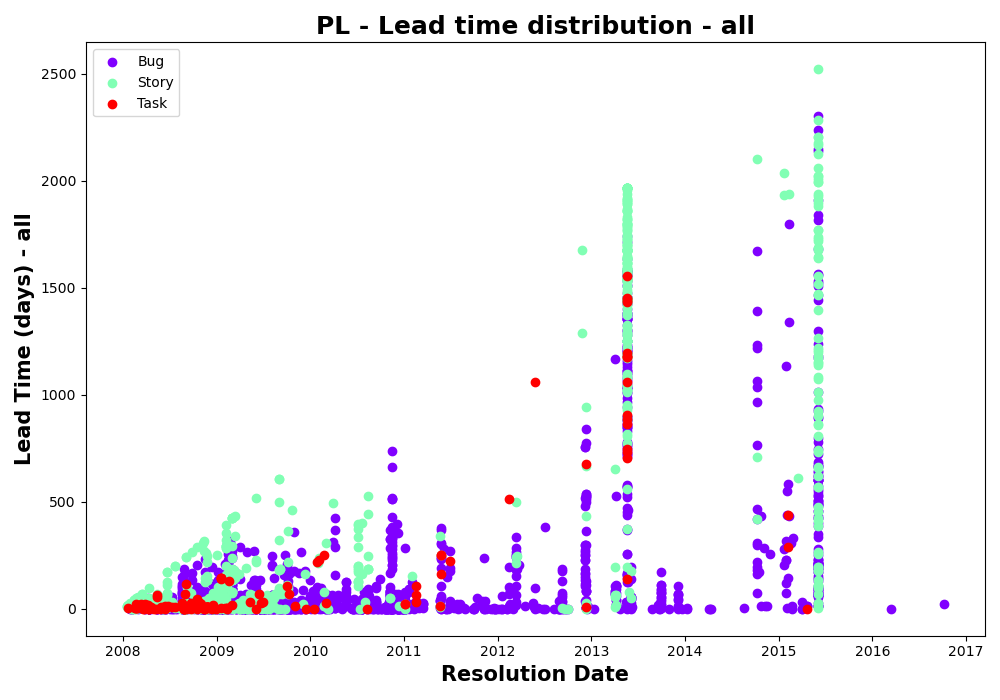 PL - Lead time distribution - all
Bug
Story
Task
Lead Time (days) - all
2500
2000
1500
1000
500
0
2008 2009 2010 2011 2012 2013 2014 2015 2016 2017
Resolution Date